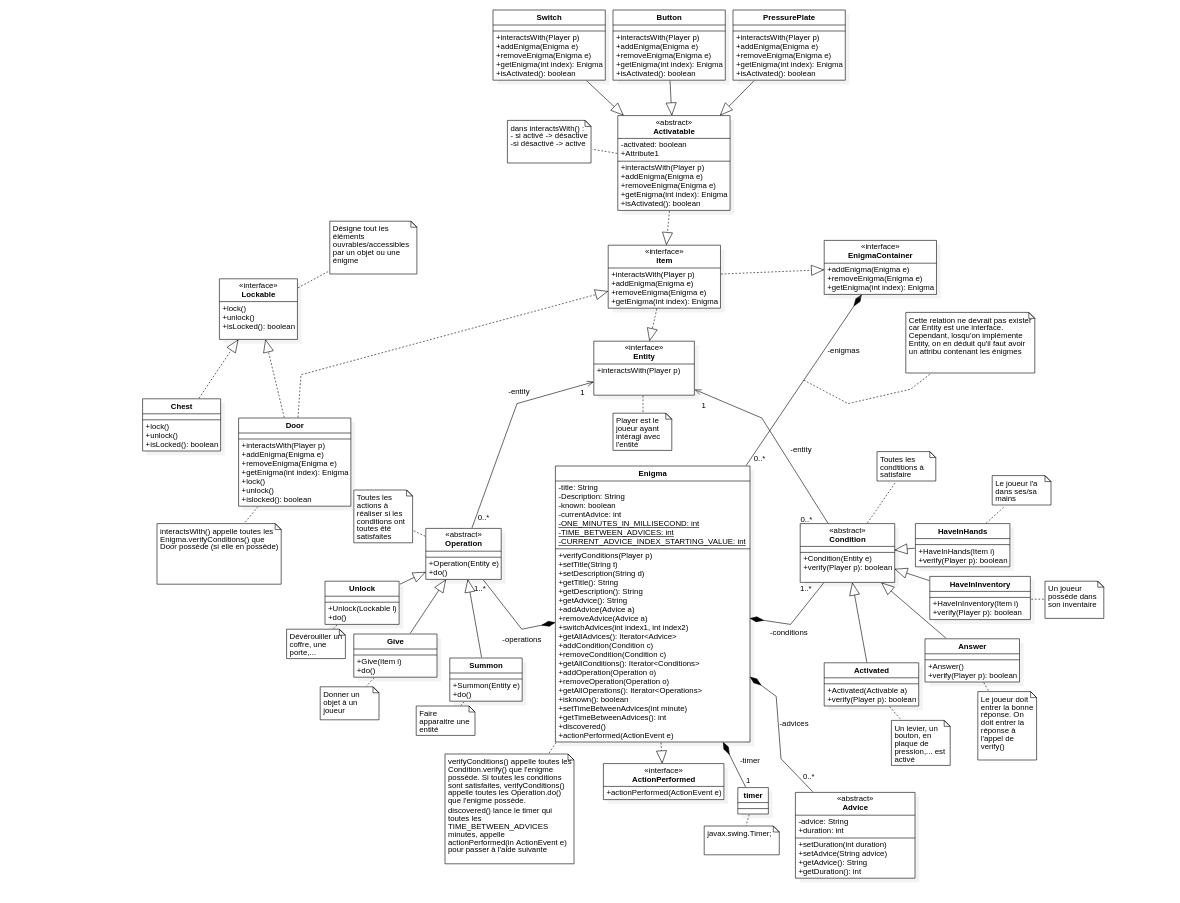 Switch
+interactsWith(Player p)
+addEnigma(Enigma e)
+removeEnigma(Enigma e)
+getEnigma(int index): Enigma
+isActivated(): boolean
Button
+interactsWith(Player p)
+addEnigma(Enigma e)
+removeEnigma(Enigma e)
+getEnigma(int index): Enigma
+isActivated(): boolean
PressurePlate
+interactsWith(Player p)
+addEnigma(Enigma e)
+removeEnigma(Enigma e)
+getEnigma(int index): Enigma
+isActivated(): boolean
dans interactsWith() :
- si activé -> désactive
-si désactivé -> active
«abstract»
Activatable
-activated: boolean
+Attribute1
+interactsWith(Player p)
+addEnigma(Enigma e)
+removeEnigma(Enigma e)
+getEnigma(int index): Enigma
+isActivated(): boolean
Désigne tout les
éléments
ouvrables/accessibles
par un objet ou une
énigme
«interface»
Lockable
+lock()
+unlock()
+isLocked(): boolean
«interface»
item
+interactsWith(Player p)
+addEnigma(Enigma e)
+removeEnigma(Enigma e)
+getEnigma(int index): Enigma
«interface»
EnigmaContainer
+addEnigma(Enigma e)
+removeEnigma(Enigma e)
+getEnigma(int index): Enigma
Cette relation ne devrait pas exister
car Entity est une interface.
Cependant, lorsqu'on implémente
Entity, on en déduit qu'il faut avoir
un attribu contenant les énigmes
-enigmas
«interface»
Entity
+interactsWith(Player p)
-entity
1
1
Player est le
joueur ayant
intéragi avec
l'entité
-entity
0..*
Chest
+lock()
+unlock()
+isLocked(): boolean
Door
+interactsWith(Player p)
+addEnigma(Enigma e)
+removeEnigma(Enigma e)
+getEnigma(int index): Enigma
+lock()
+unlock()
+islocked(): boolean
interactsWith() appelle toutes les
Enigma.verifyConditions() que
Door possède (si elle en possède)
Toutes les
actions à
réaliser si les
conditions ont
toutes été
satisfaites
0..*
«abstract»
Operation
+Operation(Entity e)
+do()
1..*
-operations
Enigma
-title: String
-Description: String
-known: boolean
-currentAdvice: int
-ONE_MINUTES_IN_MILLISECOND: int
-TIME_BETWEEN_ADVICES: int
-CURRENT_ADVICE_INDEX_STARTING_VALUE: int
+verifyConditions(Player p)
+setTitle(String t)
+setDescription(String d)
+getTitle(): String
+getDescription(): String
+getAdvice(): String
+addAdvice(Advice a)
+removeAdvice(Advice a)
+switchAdvices(int index1, int index2)
+getAllAdvices(): Iterator<Advice>
+addCondition(Condition c)
+removeCondition(Condition c)
+getAllConditions(): Iterator<Conditions>
+addOperation(Operation o)
+removeOperation(Operation o)
+getAllOperations(): Iterator<Operations>
+isknown(): boolean
+setTimeBetweenAdvices(int minute)
+getTimeBetweenAdvices(): int
+discovered()
+actionPerformed(ActionEvent e)
Toutes les
conditions à
satisfaire
0..*
«abstract»
Condition
+Condition(Entity e)
+verify(Player p): boolean
1..*
-conditions
Le joueur l'a
dans ses/sa
mains
HaveInHands
+HaveInHands(Item i)
+verify(Player p): boolean
HaveInInventory
+HaveInInventory(Item i)
+verify(Player p): boolean
Un joueur
possède dans
son inventaire
Answer
+Answer()
+verify(Player p): boolean
Le joueur doit
entrer la bonne
réponse. On
doit entrer la
réponse à
l'appel de
verify()
Activated
+Activated(Activable a)
+verify(Player p): boolean
Un levier, un
bouton, en
plaque de
pression,... est
activé
Unlock
+Unlock(Lockable l)
+do()
Dévérouiller un
coffre, une
porte,...
Give
+Give(Item i)
+do()
Donner un
objet à un
joueur
Summon
+Summon(Entity e)
+do()
Faire
apparaitre une
entité
verifyConditions() appelle toutes les
Condition.verify() que l'enigme
possède. Si toutes les conditions
sont satisfaites, verifyConditions()
appelle toutes les Operation.do()
que l'enigme possède.
discovered() lance le timer qui
toutes les
TIME_BETWEEN_ADVICES
minutes, appelle
actionPerformed(in ActionEvent e)
pour passer à l'aide suivante
«interface»
ActionPerformed
+actionPerformed(ActionEvent e)
-timer
1
timer
javax.swing.Timer;
-advices
0..*
«abstract»
Advice
-advice: String
+duration: int
+setDuration(int duration)
+setAdvice(String advice)
+getAdvice(): String
+getDuration(): int